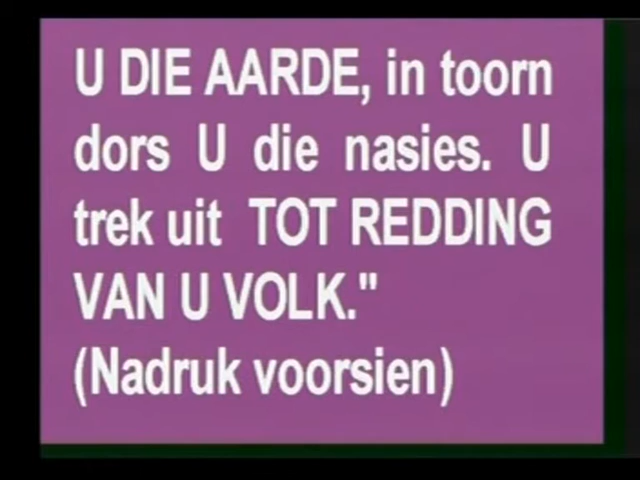 U DIE AARDE, in toorn
dors U die nasies. U
trek uit TOT REDDING
VAN U VOLK."
(Nadruk voorsien)